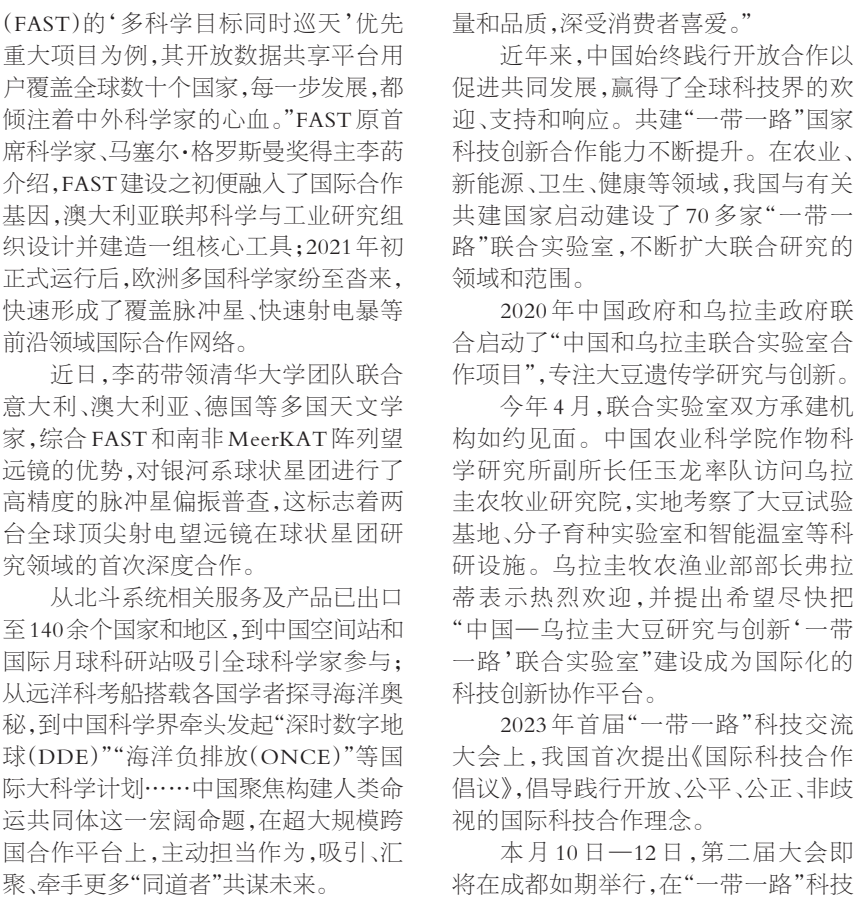 (FAST)的‘多科学目标同时巡天’优先
重大项目为例,其开放数据共享平台用
户覆盖全球数十个国家,每一步发展,都
倾注着中外科学家的心血。”FAST原首
席科学家、马塞尔·格罗斯曼奖得主李菂
介绍,FAST建设之初便融入了国际合作
基因,澳大利亚联邦科学与工业研究组
织设计并建造一组核心工具;2021年初
正式运行后,欧洲多国科学家纷至沓来,
快速形成了覆盖脉冲星、快速射电暴等
前沿领域国际合作网络。
近日,李菂带领清华大学团队联合
意大利、澳大利亚、德国等多国天文学
家,综合FAST和南非MeerKAT阵列望
远镜的优势,对银河系球状星团进行了
高精度的脉冲星偏振普查,这标志着两
台全球顶尖射电望远镜在球状星团研
究领域的首次深度合作。
从北斗系统相关服务及产品已出口
至140余个国家和地区,到中国空间站和
国际月球科研站吸引全球科学家参与;
从远洋科考船搭载各国学者探寻海洋奥
秘,到中国科学界牵头发起“深时数字地
球(DDE)”“海洋负排放(ONCE)”等国
际大科学计划……中国聚焦构建人类命
运共同体这一宏阔命题,在超大规模跨
国合作平台上,主动担当作为,吸引、汇
聚、牵手更多“同道者”共谋未来。
量和品质,深受消费者喜爱。”
近年来,中国始终践行开放合作以
促进共同发展,赢得了全球科技界的欢
迎、支持和响应。共建“一带一路”国家
科技创新合作能力不断提升。在农业、
新能源、卫生、健康等领域,我国与有关
共建国家启动建设了70多家“一带一
路”联合实验室,不断扩大联合研究的
领域和范围。
2020年中国政府和乌拉圭政府联
合启动了“中国和乌拉圭联合实验室合
作项目”,专注大豆遗传学研究与创新。
今年4月,联合实验室双方承建机
构如约见面。中国农业科学院作物科
学研究所副所长任玉龙率队访问乌拉
圭农牧业研究院,实地考察了大豆试验
基地、分子育种实验室和智能温室等科
研设施。乌拉圭牧农渔业部部长弗拉
蒂表示热烈欢迎,并提出希望尽快把
“中国—乌拉圭大豆研究与创新‘一带
一路’联合实验室”建设成为国际化的
科技创新协作平台。
2023年首届“一带一路”科技交流
大会上,我国首次提出《国际科技合作
倡议》,倡导践行开放、公平、公正、非歧
视的国际科技合作理念。
本月10日—12日,第二届大会即
将在成都如期举行,在“一带一路”科技